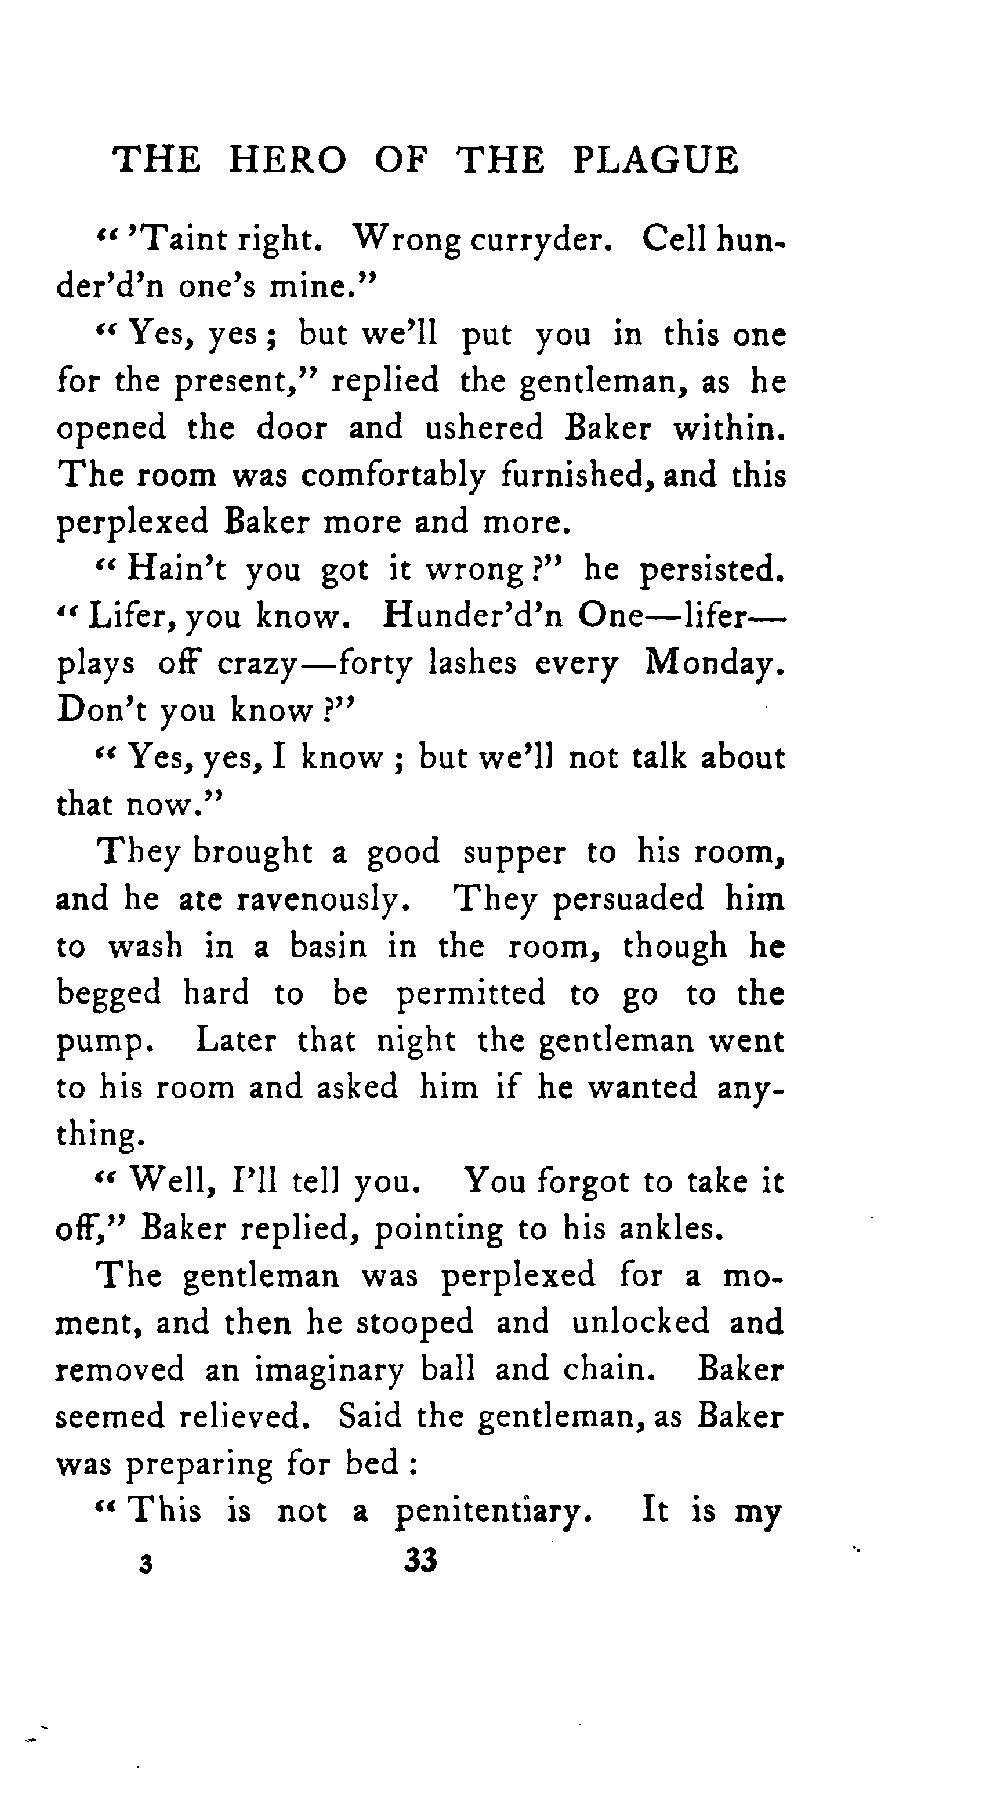 THE HERO OF THE PLAGUE
“ ’Taint right. Wrong curryder. Cell hun-
der’d’n one’s mine.”
“ Yes, yes ; but we’ll put you in this one
for the present,” replied the gentleman, as he
opened the door and ushered Baker within.
The room was comfortably furnished, and this
perplexed Baker more and more.
“ Hain’t you got it wrong ?” he persisted.
“ Lifer, you know. Hunder’d’n One—lifer—
plays off crazy—forty lashes every Monday.
Don’t you know ?”
“ Yes, yes, I know ; but we’ll not talk about
that now.”
They brought a good supper to his room,
and he ate ravenously. They persuaded him
to wash in a basin in the room, though he
begged hard to be permitted to go to the
pump. Later that night the gentleman went
to his room and asked him if he wanted any-
thing.
“ Well, I’ll tell you. You forgot to take it
off,” Baker replied, pointing to his ankles.
The gentleman was perplexed for a mo-
ment, and then he stooped and unlocked and
removed an imaginary ball and chain. Baker
seemed relieved. Said the gentleman, as Baker
was preparing for bed :
“ This is not a penitentiary. It is my
3 33